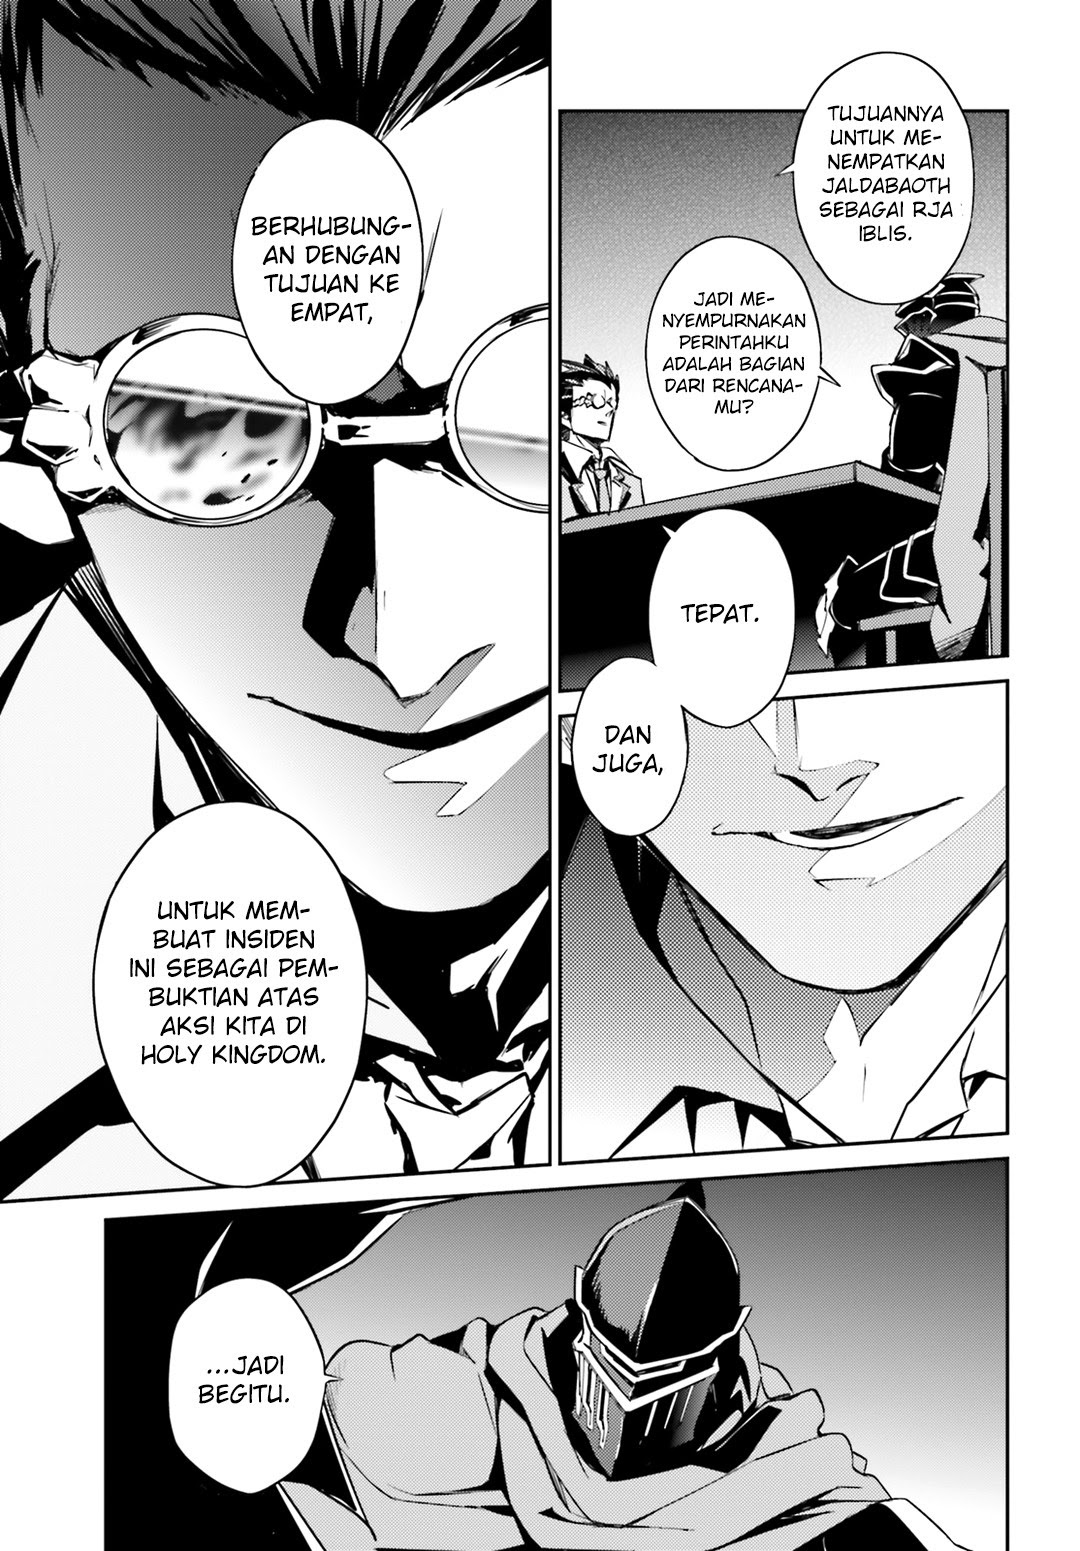 TUJUANNYA
UNTUK ME-
NEMPATKAN
JALDABAOTH
SEBAGAI RJA
IBLIS.
JADI ME-
NYEMPURNAKAN
PERINTAHKU
ADALAH BAGIAN
DARI RENCANA-
MU?
TEPAT.
DAN
JUGA,
BERHUBUNG-
AN DENGAN
TUJUAN KE
EMPAT,
UNTUK MEM-
BUAT INSIDEN
INI SEBAGAI PEM-
BUKTIAN ATAS
AKSI KITA DI
HOLY KINGDOM.
...JADI
BEGITU.